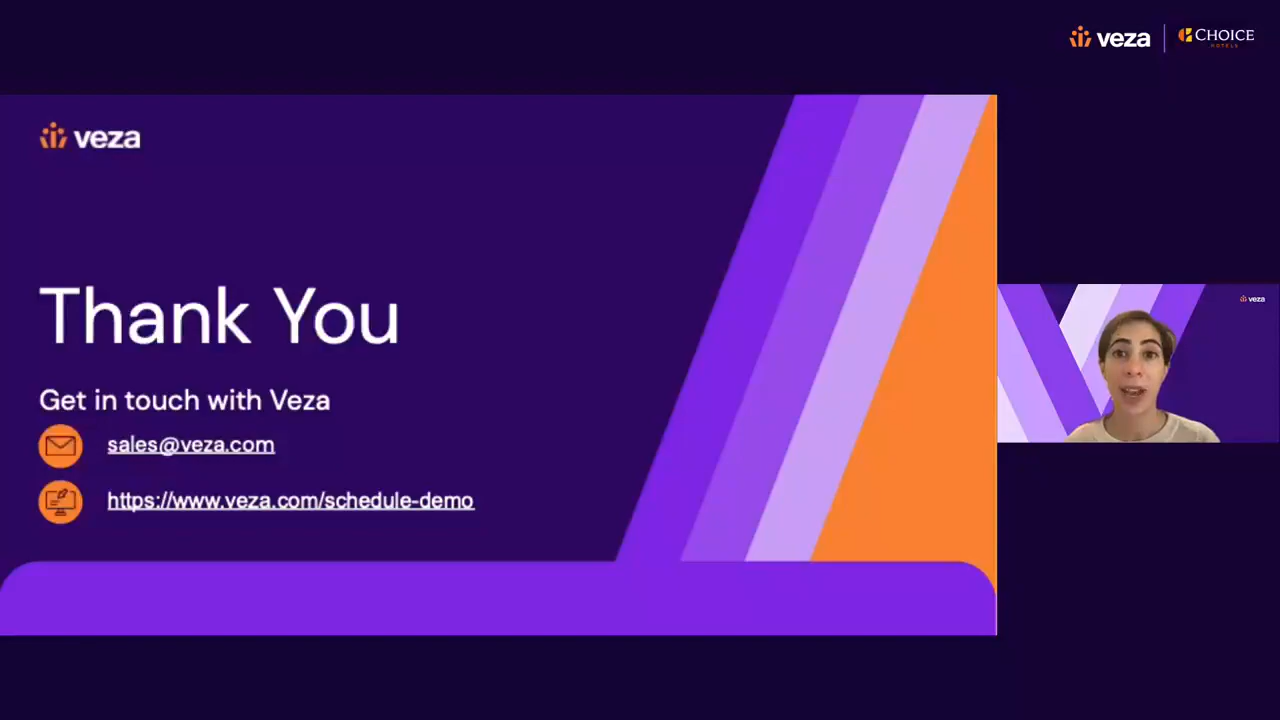 veza
CHOICE
HOTELS
veza
Thank You
Get in touch with Veza
sales@veza.com
https://www.veza.com/schedule-demo
veza